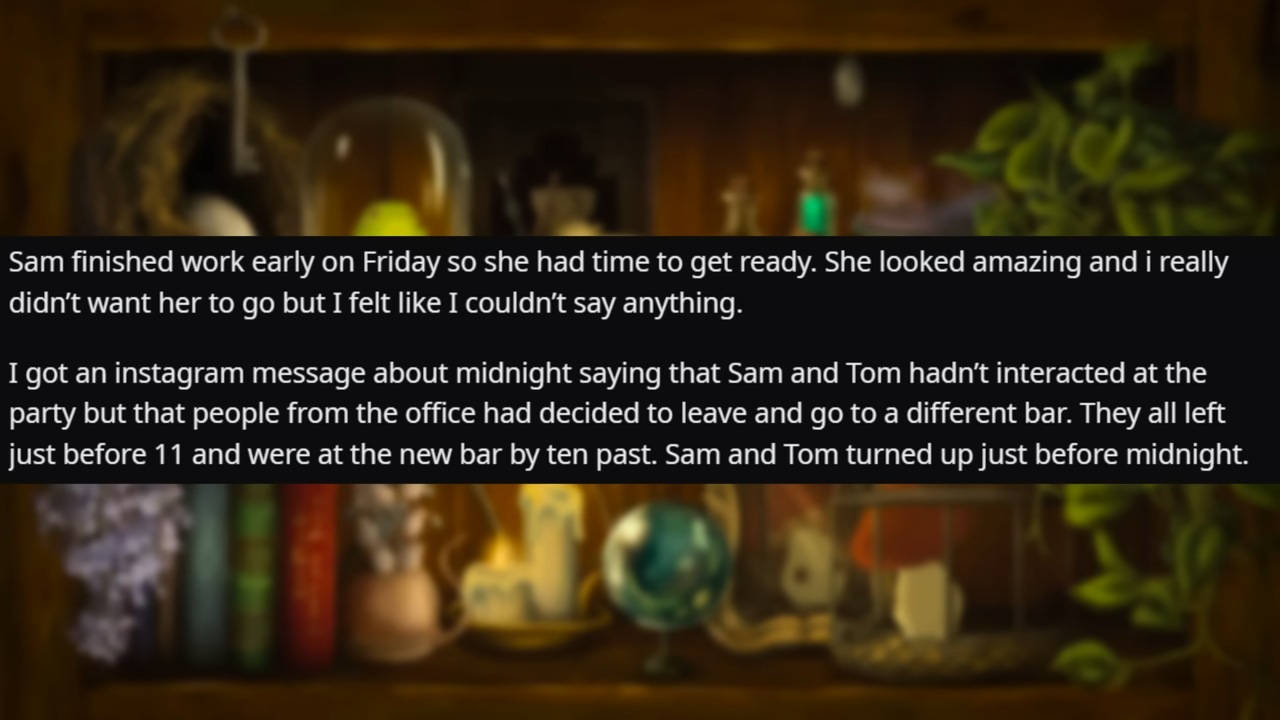 Sam finished work early on Friday so she had time to get ready. She looked amazing and i really
didn’t want her to go but I felt like I couldn’t say anything.
I got an instagram message about midnight saying that Sam and Tom hadn’t interacted at the
party but that people from the office had decided to leave and go to a different bar. They all left
just before 11 and were at the new bar by ten past. Sam and Tom turned up just before midnight.